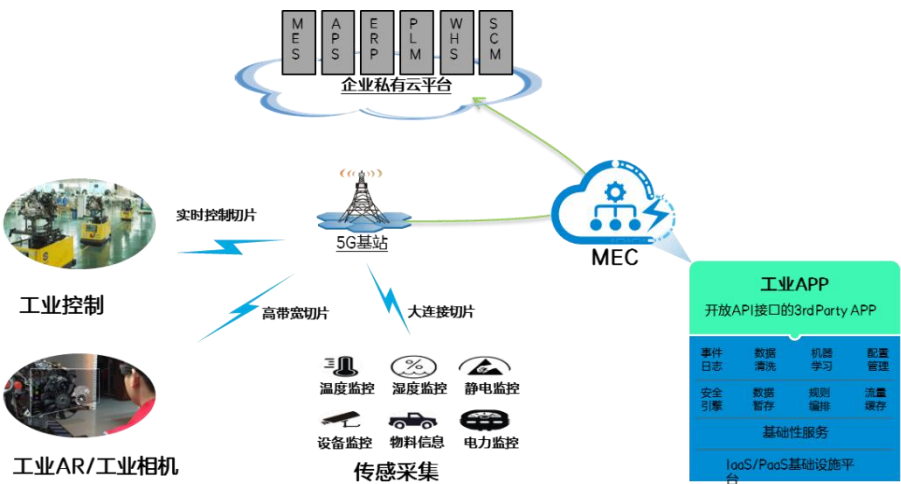 MES APS ERP PLM WHS SCM
企业私有云平台
实时控制切片
5G基站
MEC
工业控制
高带宽切片
大连接切片
工业APP
开放API接口的3rdParty APP
事件日志 数据清洗 机器学习 配置管理
安全引擎 数据暂存 规则编排 流量缓存
基础性服务
IaaS/PaaS基础设施平
台
温度监控 湿度监控 静电监控
设备监控 物料信息 电力监控
工业AR/工业相机
传感采集